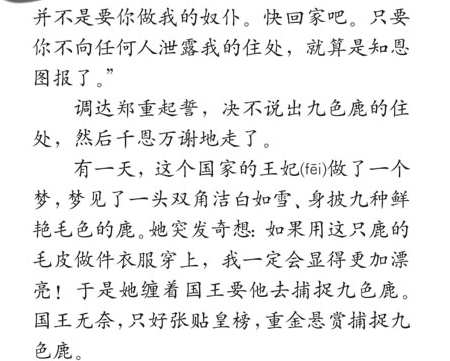 并不是要你做我的奴仆。快回家吧。只要
你不向任何人泄露我的住处，就算是知恩
图报了。”
调达郑重起誓，决不说出九色鹿的住
处，然后千恩万谢地走了。
有一天，这个国家的王妃(fēi)做了一个
梦，梦见了一头双角洁白如雪、身披九种鲜
艳毛色的鹿。她突发奇想：如果用这只鹿的
毛皮做件衣服穿上，我一定会显得更加漂
亮！于是她缠着国王要他去捕捉九色鹿。
国王无奈，只好张贴皇榜，重金悬赏捕捉九
色鹿。